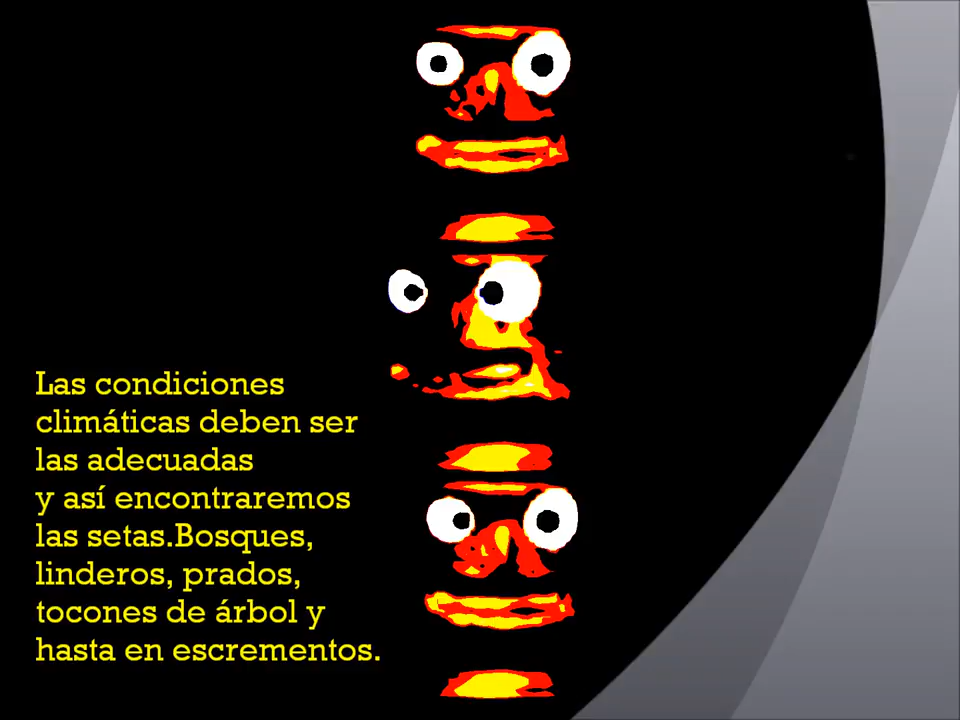 Las condiciones
climáticas deben ser
las adecuadas
y así encontraremos
las setas.Bosques,
linderos, prados,
tocones de árbol y
hasta en escrementos.